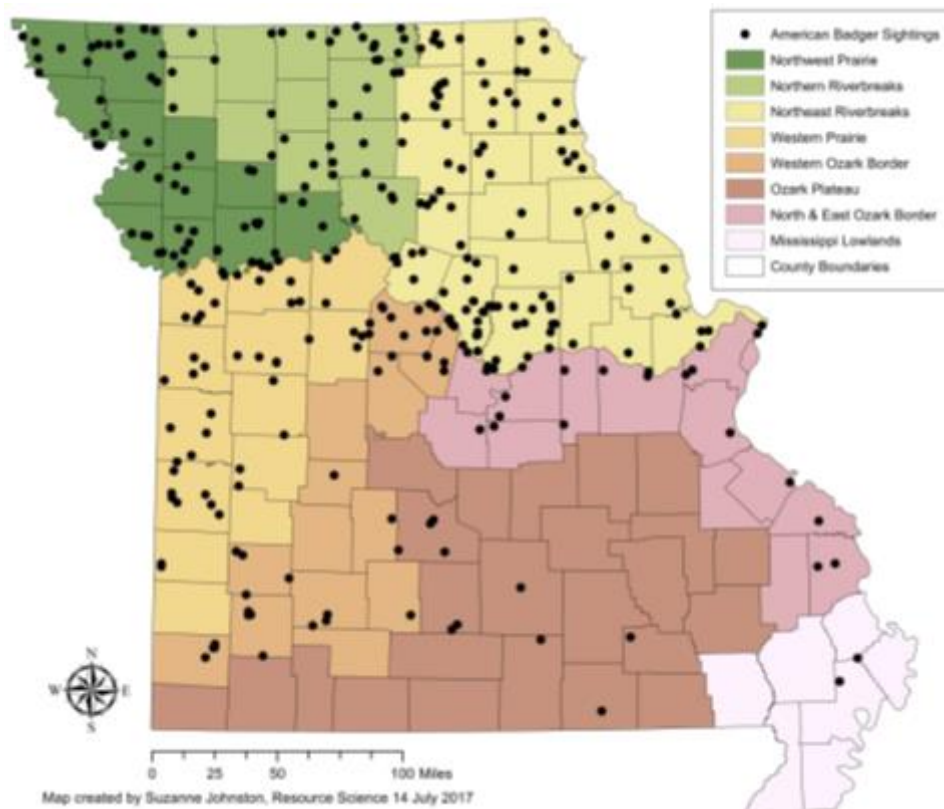 American Badger Sightings
Northwest Prairie
Northern Riverbreaks
Northeast Riverbreaks
Western Prairie
Western Ozark Border
Ozark Plateau
North & East Ozark Border
Mississippi Lowlands
County Boundaries
N
W E
S
0 25 50 100 Miles
Map created by Suzanne Johnston, Resource Science 14 July 2017